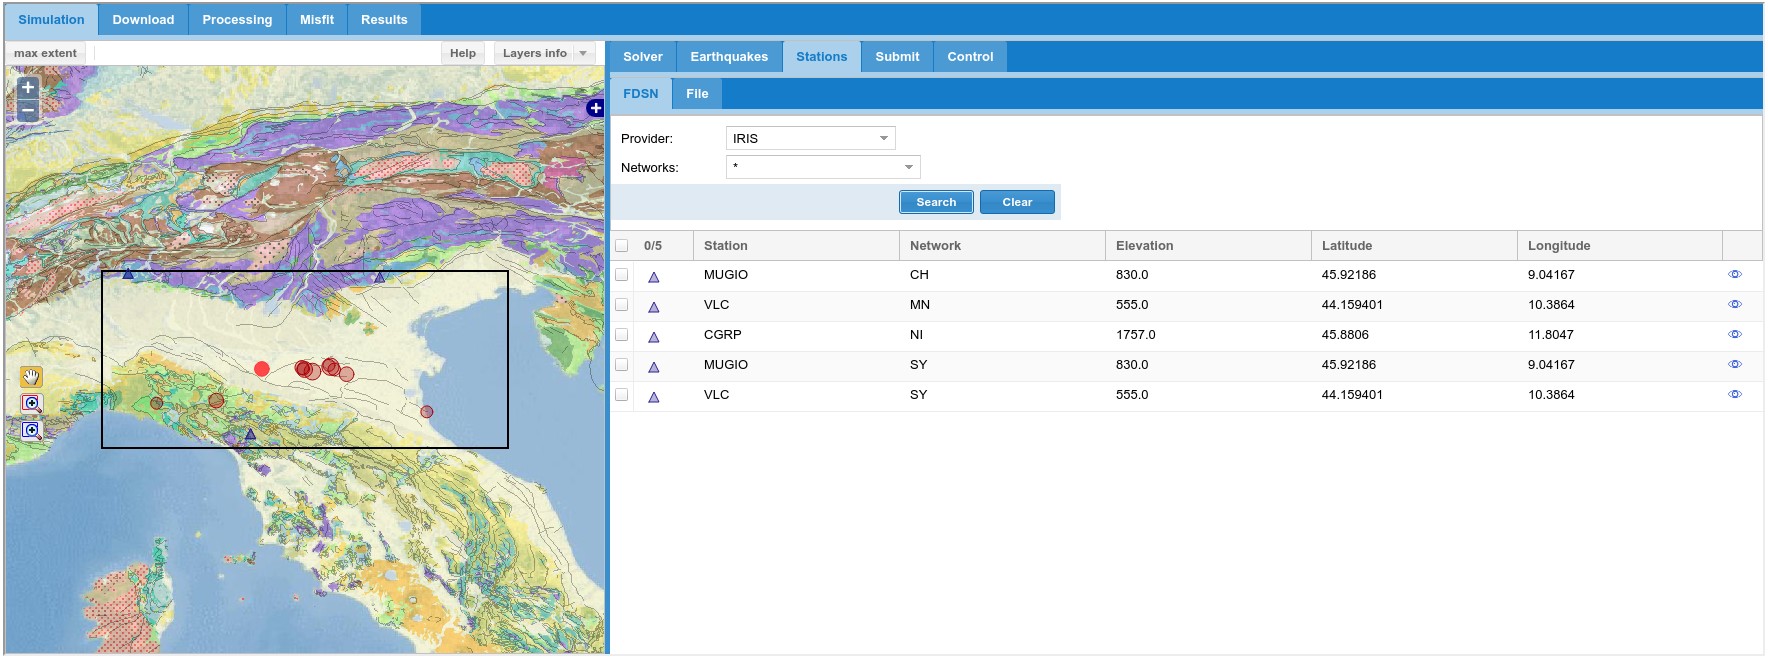 Simulation Download Processing Misfit Results
max extent Help Layers info
Solver Earthquakes Stations Submit Control
FDSN File
Provider: IRIS
Networks: *
Search Clear
0/5 Station Network Elevation Latitude Longitude
MUGIO CH 830.0 45.92186 9.04167
VLC MN 555.0 44.159401 10.3864
CGRP NI 1757.0 45.8806 11.8047
MUGIO SY 830.0 45.92186 9.04167
VLC SY 555.0 44.159401 10.3864